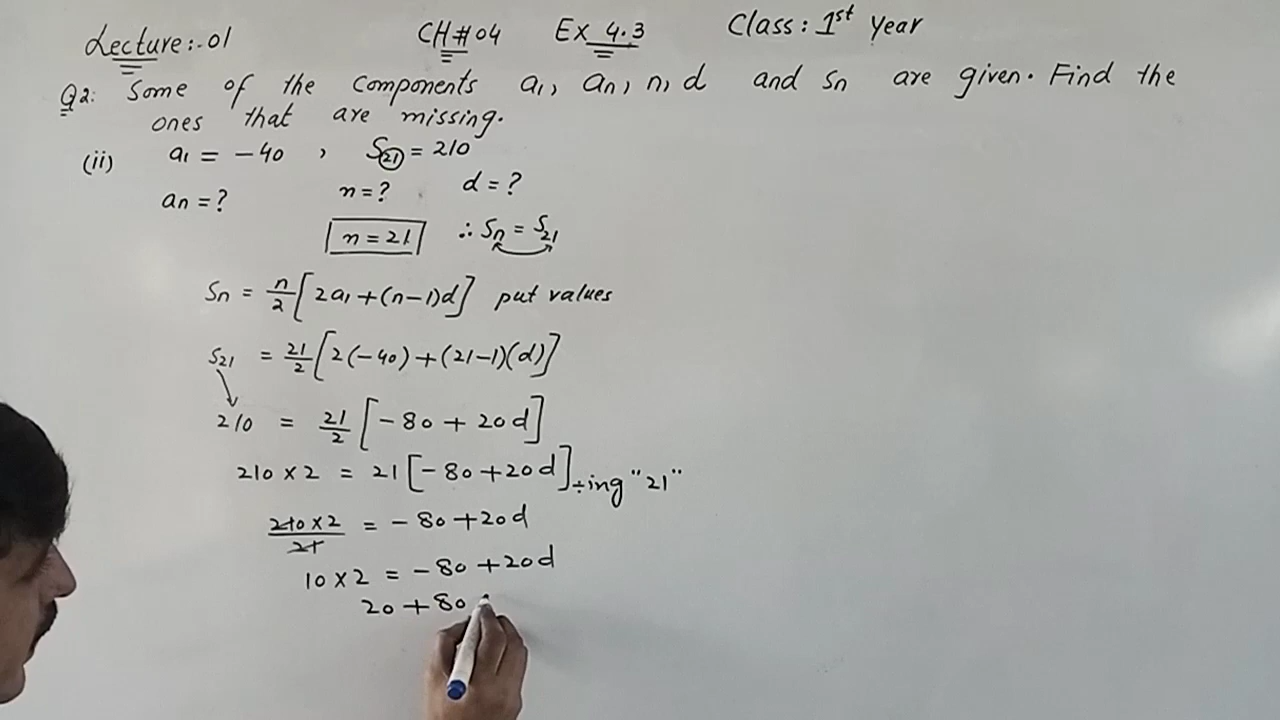 Lecture:-01 CH#04 Ex 4.3 Class: 1st Year
Q2: Some of the components a₁, an, n, d and Sn are given. Find the
ones that are missing.
(ii) a₁ = -40 , S₂₁ = 210
an = ? n = ? d = ?
n = 21 ∴ Sn = S₂₁
Sn = n/2 [2a₁ + (n-1)d] put values
S₂₁ = 21/2 [2(-40) + (21-1)(d)]
210 = 21/2 [-80 + 20d]
210 × 2 = 21 [-80 + 20d] ÷ing "21"
210 × 2 / 21 = -80 + 20d
10 × 2 = -80 + 20d
20 + 80